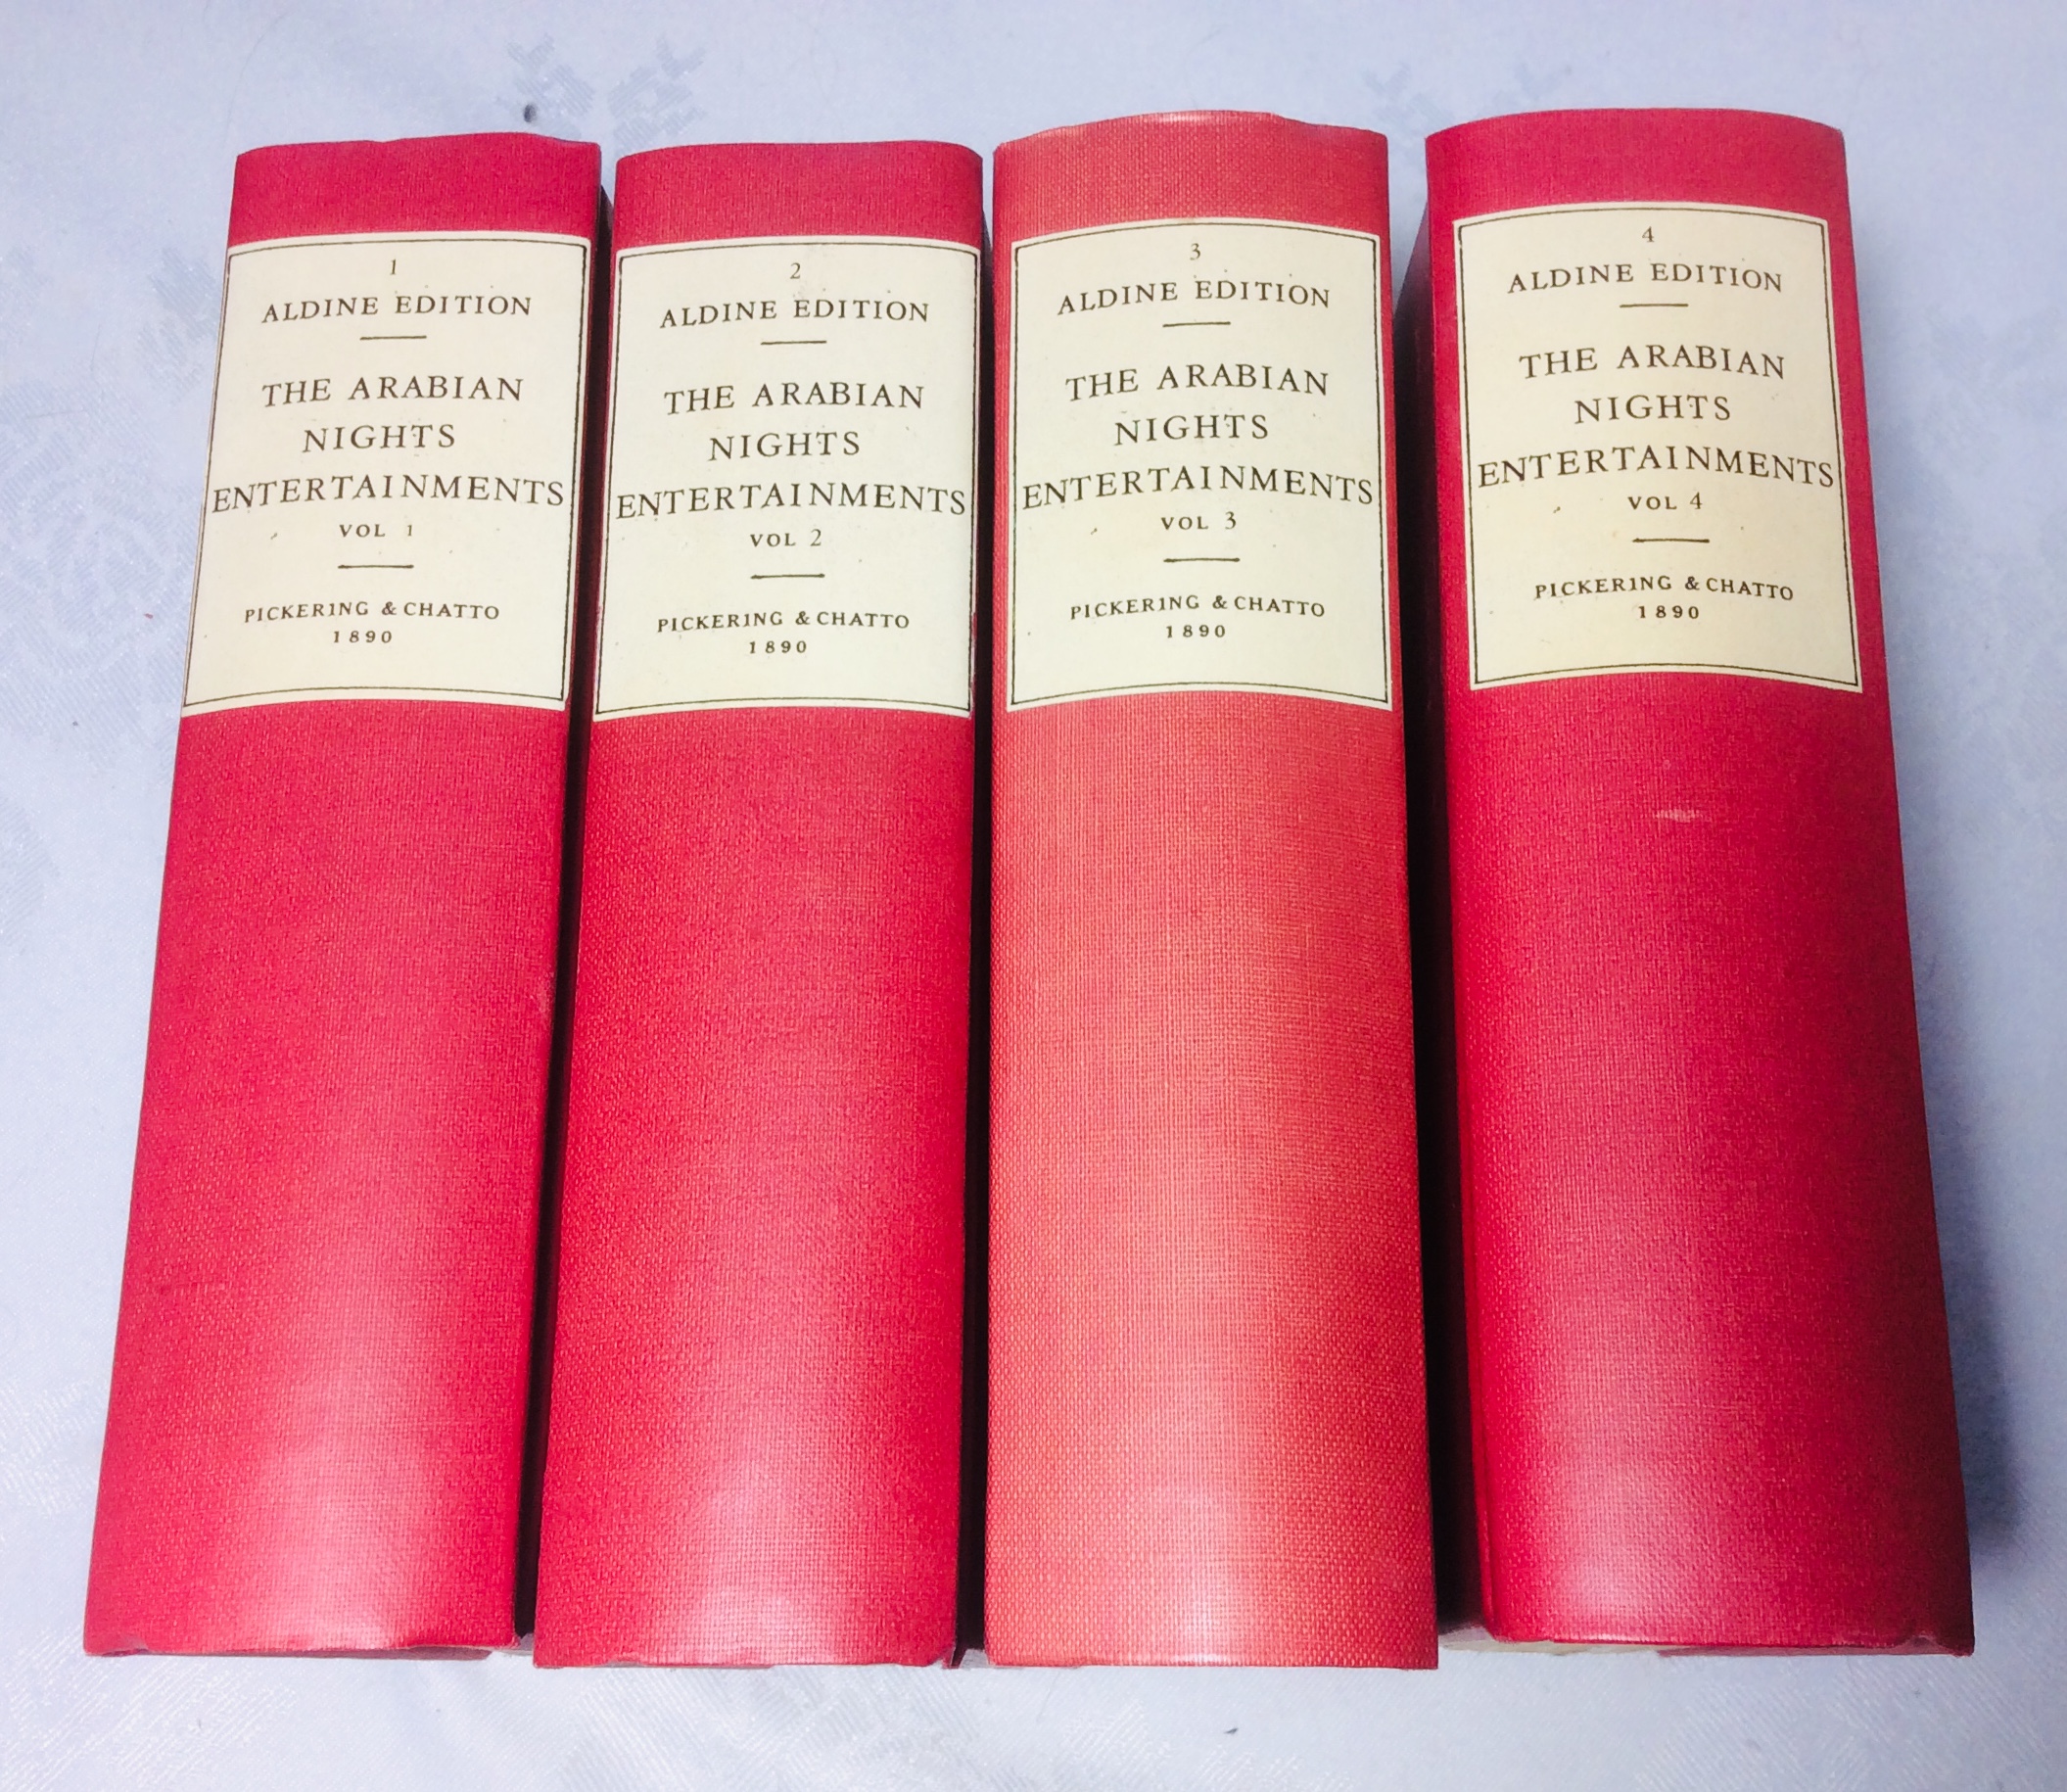 1
ALDINE EDITION
THE ARABIAN
NIGHTS
ENTERTAINMENTS
VOL 1
PICKERING & CHATTO
1890
2
ALDINE EDITION
THE ARABIAN
NIGHTS
ENTERTAINMENTS
VOL 2
PICKERING & CHATTO
1890
3
ALDINE EDITION
THE ARABIAN
NIGHTS
ENTERTAINMENTS
VOL 3
PICKERING & CHATTO
1890
4
ALDINE EDITION
THE ARABIAN
NIGHTS
ENTERTAINMENTS
VOL 4
PICKERING & CHATTO
1890